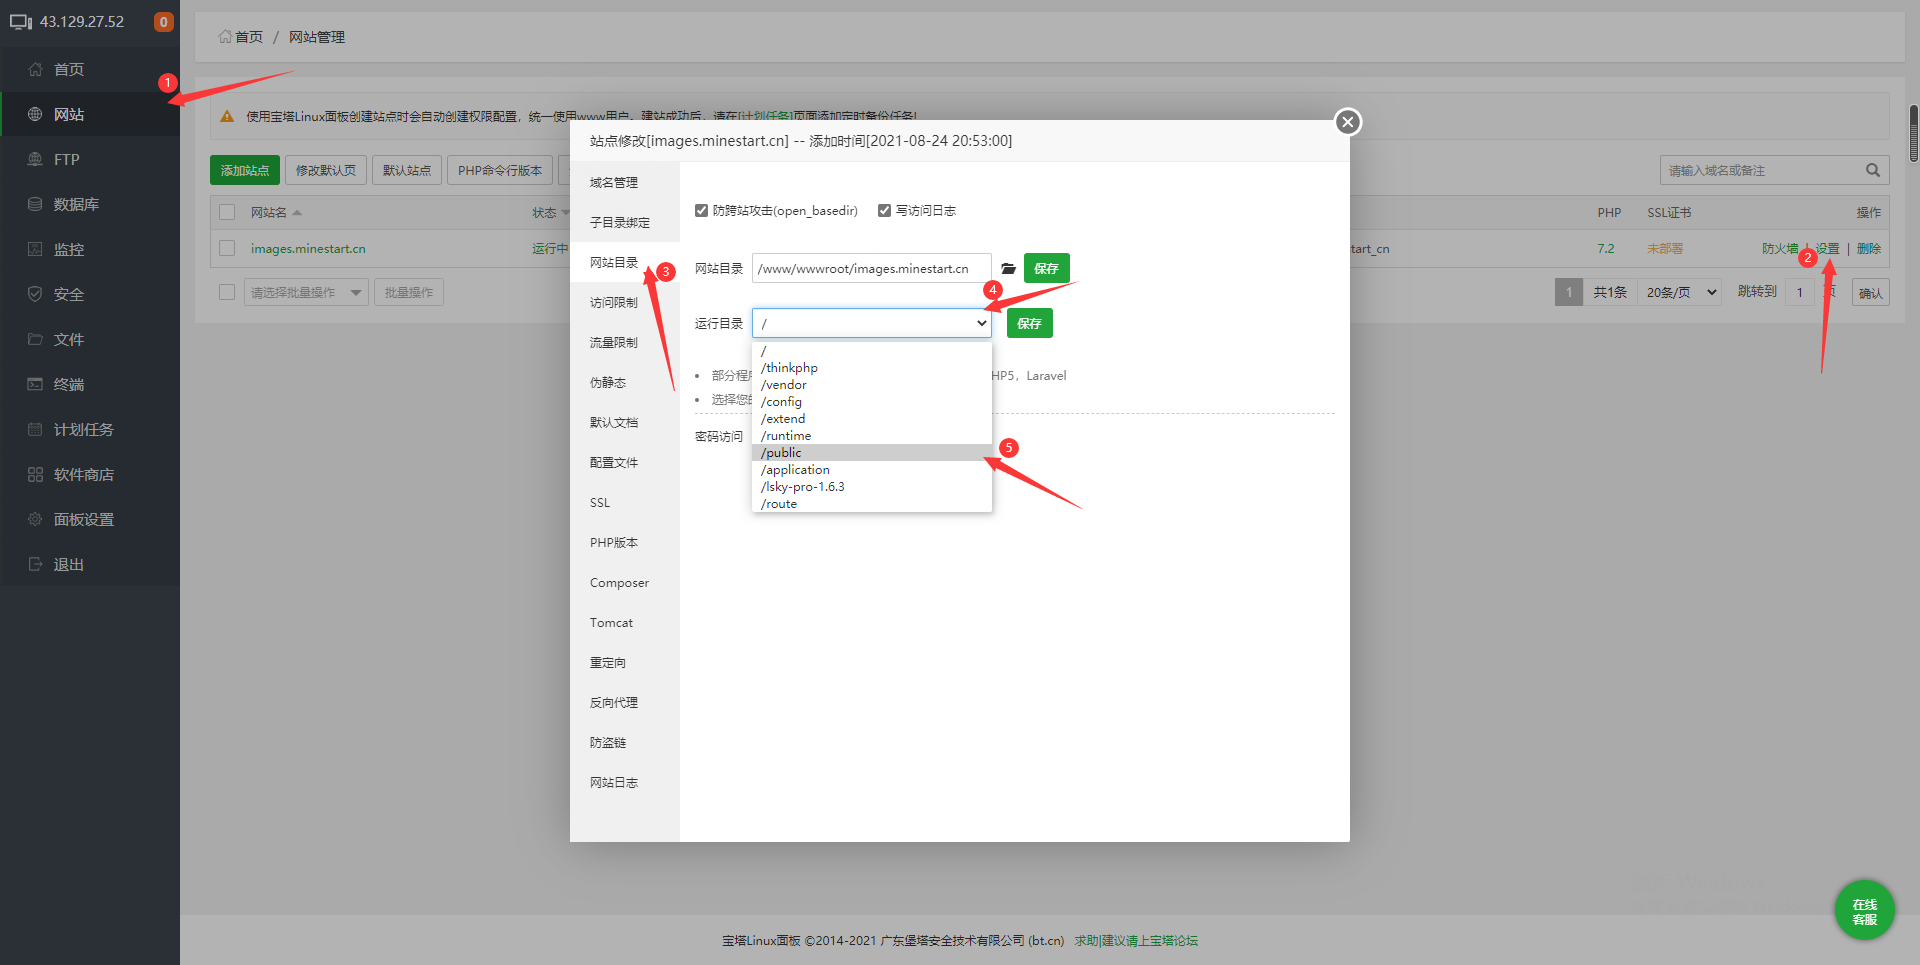 43.129.27.52
0
首页
网站
FTP
数据库
监控
安全
文件
终端
计划任务
软件商店
面板设置
退出
1
首页 / 网站管理
使用宝塔Linux面板创建站点时会自动创建权限配置，统一使用www用户。建站成功后，请在[计划任务]页面添加定时备份任务!
添加站点
修改默认页
默认站点
PHP命令行版本
请输入域名或备注
网站名
状态
PHP
SSL证书
操作
images.minestart.cn
运行中
tart_cn
7.2
未部署
防火墙 | 设置 | 删除
2
请选择批量操作
批量操作
1
共1条
20条/页
跳转到
1
页
确认
站点修改[images.minestart.cn] -- 添加时间[2021-08-24 20:53:00]
域名管理
子目录绑定
网站目录
访问限制
流量限制
伪静态
默认文档
配置文件
SSL
PHP版本
Composer
Tomcat
重定向
反向代理
防盗链
网站日志
3
防跨站攻击(open_basedir)
写访问日志
网站目录
/www/wwwroot/images.minestart.cn
保存
4
运行目录
/
保存
/
/thinkphp
/vendor
/config
/extend
/runtime
/public
/application
/lsky-pro-1.6.3
/route
5
部分程
HP5，Laravel
选择您
密码访问
在线
客服
宝塔Linux面板 ©2014-2021 广东堡塔安全技术有限公司 (bt.cn)
求助|建议请上宝塔论坛